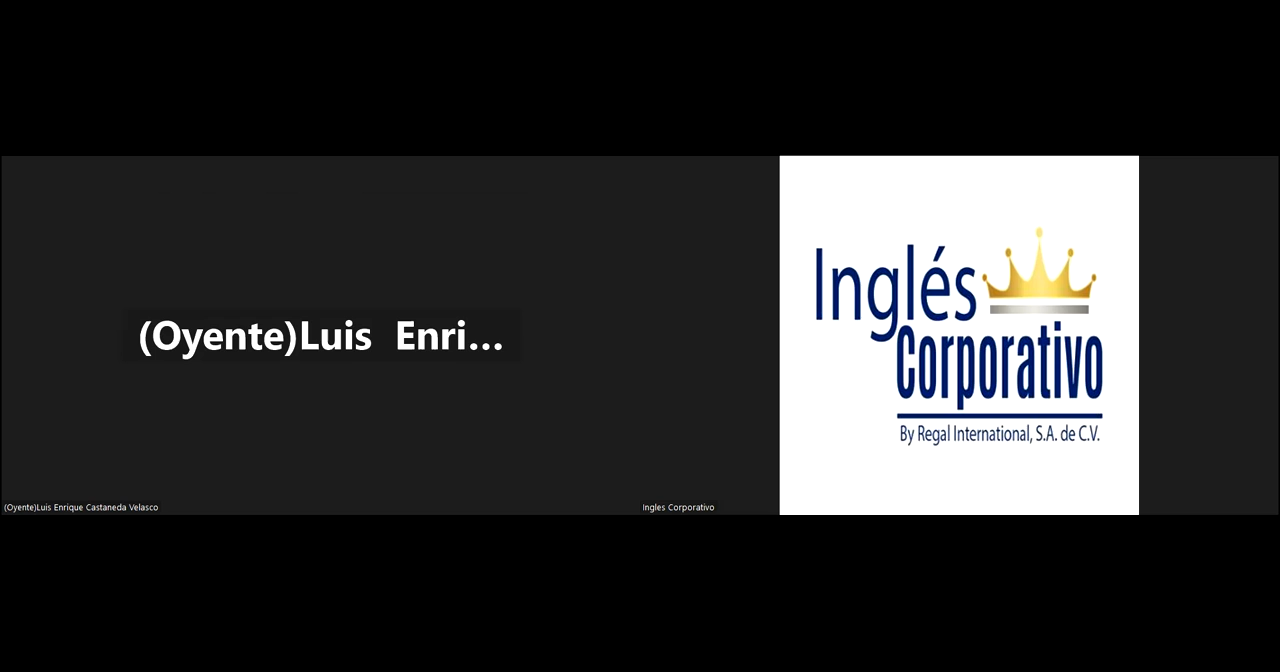 (Oyente)Luis Enri...
(Oyente)Luis Enrique Castaneda Velasco
Inglés
Corporativo
By Regal International, S.A. de C.V.
Ingles Corporativo